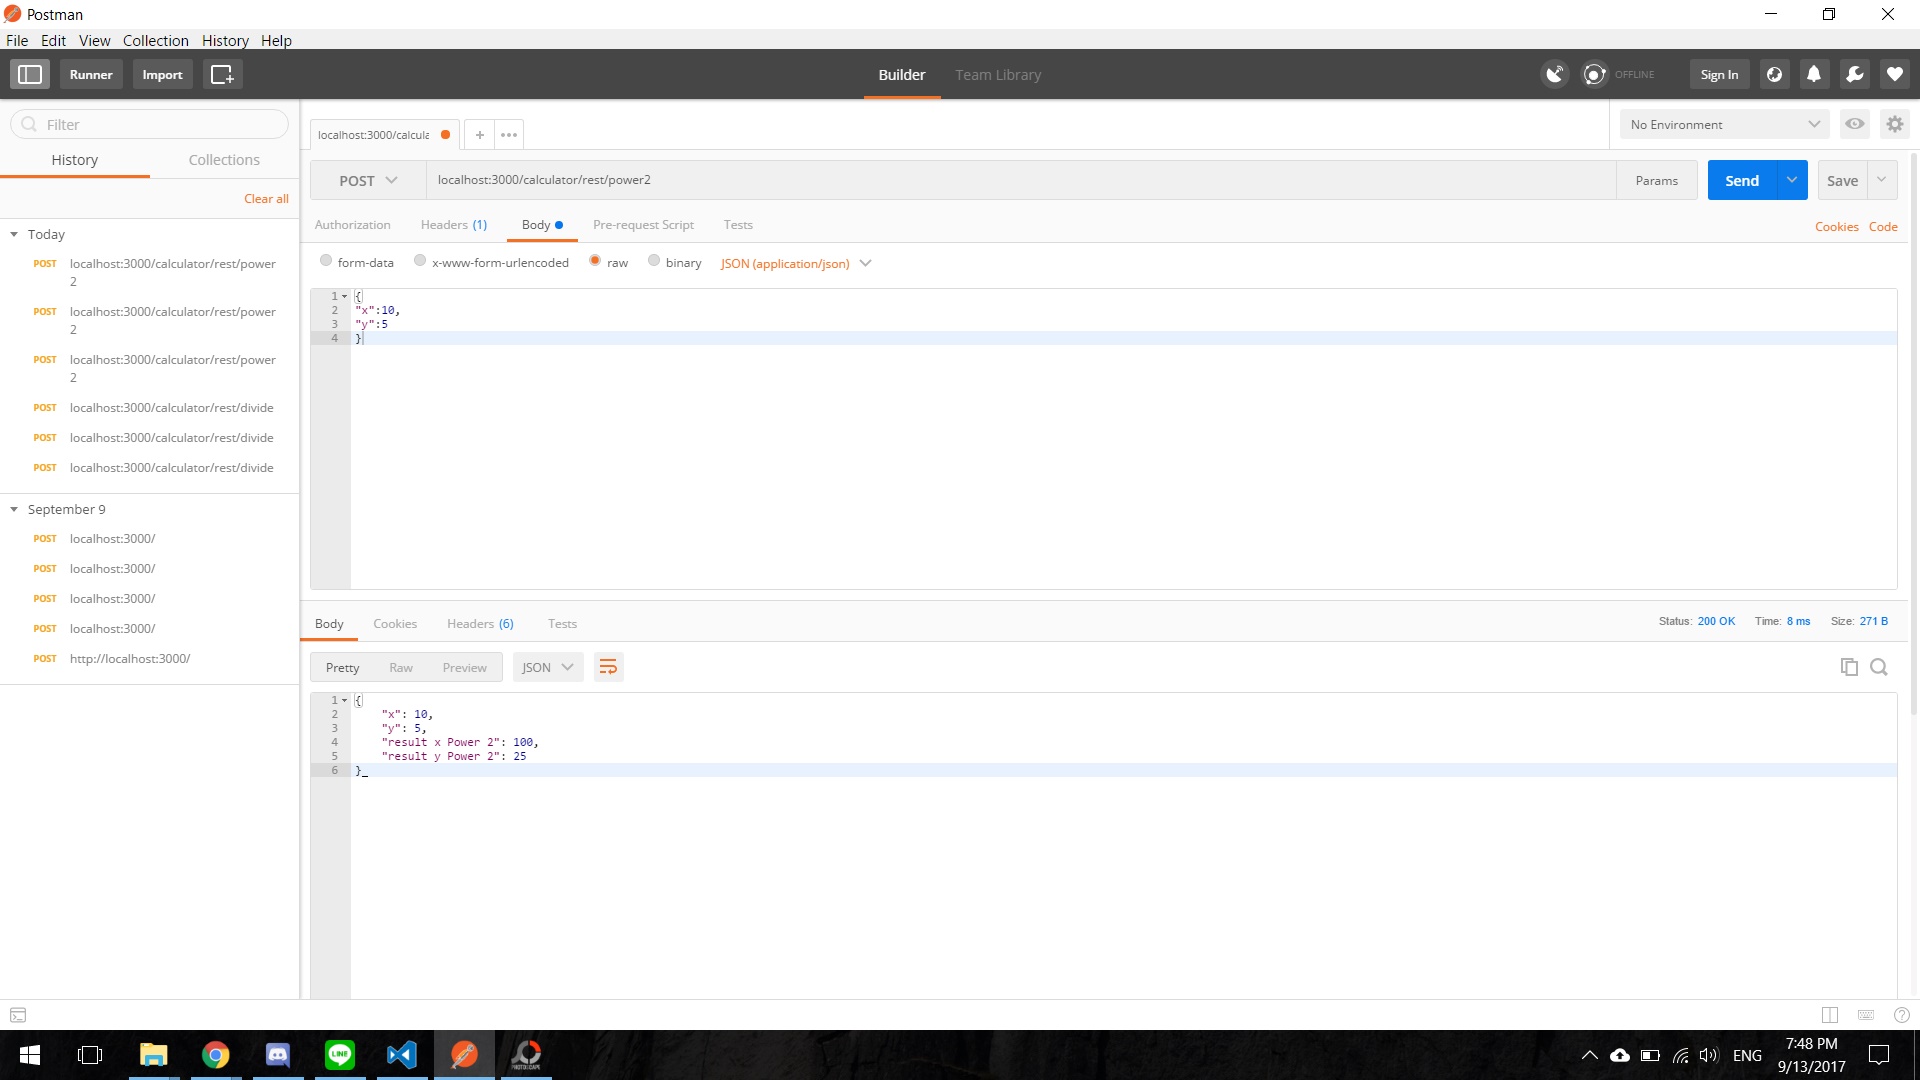 Postman
File Edit View Collection History Help
Runner Import Builder Team Library OFFLINE Sign In
Filter
History Collections
Clear all
Today
POST localhost:3000/calculator/rest/power
2
POST localhost:3000/calculator/rest/power
2
POST localhost:3000/calculator/rest/power
2
POST localhost:3000/calculator/rest/divide
POST localhost:3000/calculator/rest/divide
POST localhost:3000/calculator/rest/divide
September 9
POST localhost:3000/
POST localhost:3000/
POST localhost:3000/
POST localhost:3000/
POST http://localhost:3000/
localhost:3000/calcula + ••• No Environment
POST localhost:3000/calculator/rest/power2 Params Send Save
Authorization Headers (1) Body Pre-request Script Tests Cookies Code
form-data x-www-form-urlencoded raw binary JSON (application/json)
1 {
2 "x":10,
3 "y":5
4 }
Body Cookies Headers (6) Tests Status: 200 OK Time: 8 ms Size: 271 B
Pretty Raw Preview JSON
1 {
2 "x": 10,
3 "y": 5,
4 "result x Power 2": 100,
5 "result y Power 2": 25
6 }
LINE PHOTOSCAPE ENG 7:48 PM
9/13/2017